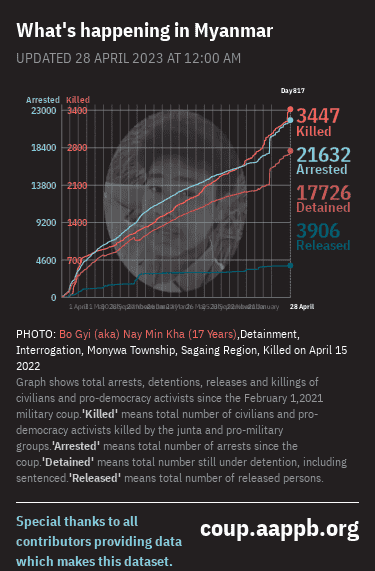 What's happening in Myanmar
UPDATED 28 APRIL 2023 AT 12:00 AM
Day817
Arrested Killed
23000 3400
18400 2800
13800 2100
9200 1400
4600 700
0
3447
Killed
21632
Arrested
17726
Detained
3906
Released
28 April
PHOTO: Bo Gyi (aka) Nay Min Kha (17 Years),Detainment,
Interrogation, Monywa Township, Sagaing Region, Killed on April 15
2022
Graph shows total arrests, detentions, releases and killings of
civilians and pro-democracy activists since the February 1,2021
military coup.'Killed' means total number of civilians and pro-
democracy activists killed by the junta and pro-military
groups.'Arrested' means total number of arrests since the
coup.'Detained' means total number still under detention, including
sentenced.'Released' means total number of released persons.
Special thanks to all
contributors providing data
which makes this dataset.
coup.aappb.org